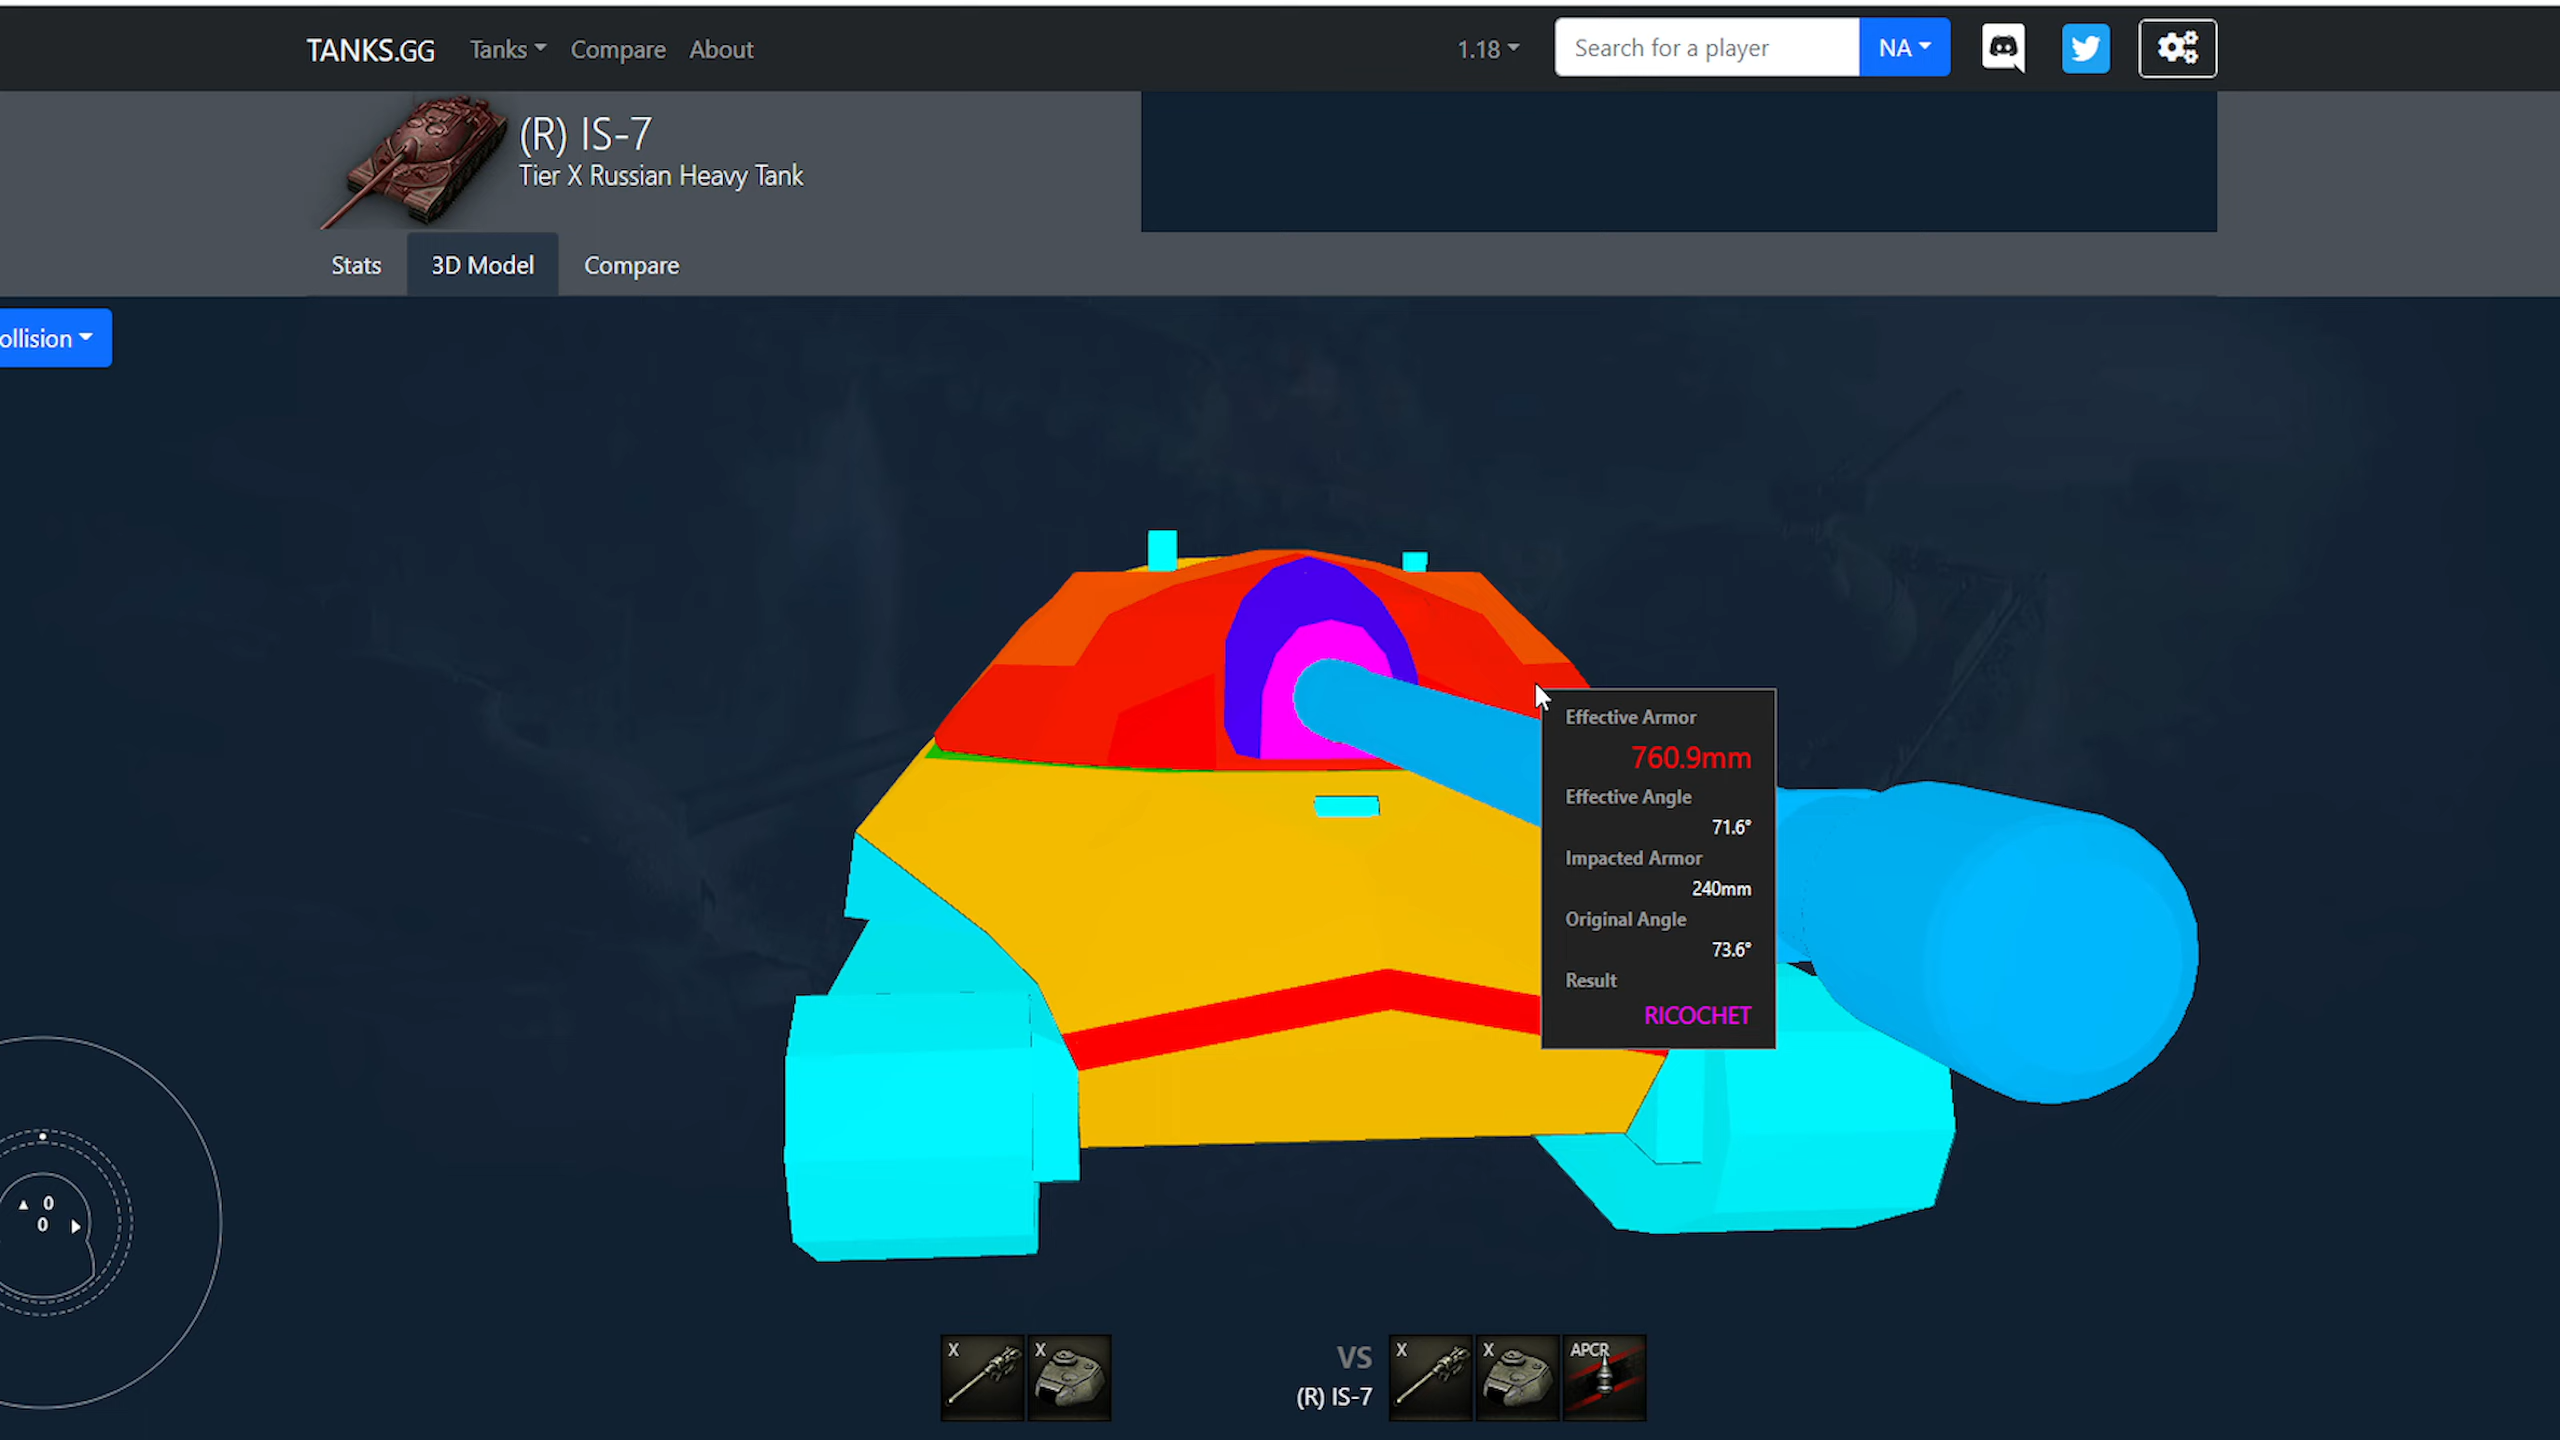 TANKS.GG Tanks Compare About 1.18 Search for a player NA
(R) IS-7
Tier X Russian Heavy Tank
Stats 3D Model Compare
ollision
Effective Armor
760.9mm
Effective Angle
71.6°
Impacted Armor
240mm
Original Angle
73.6°
Result
RICOCHET
0
0
X X VS X X APCR
(R) IS-7